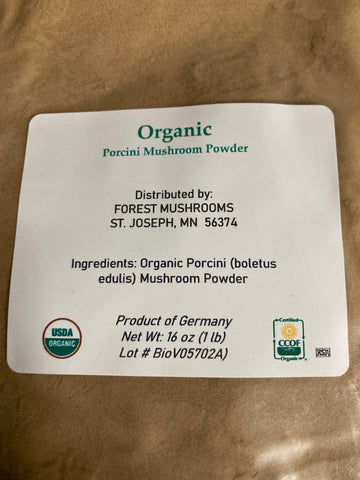 Organic
Porcini Mushroom Powder
Distributed by:
FOREST MUSHROOMS
ST. JOSEPH, MN 56374
Ingredients: Organic Porcini (boletus
edulis) Mushroom Powder
Product of Germany
Net Wt: 16 oz (1 lb)
Lot # BioV05702A)
USDA
ORGANIC
Certified
CCOF
Organic